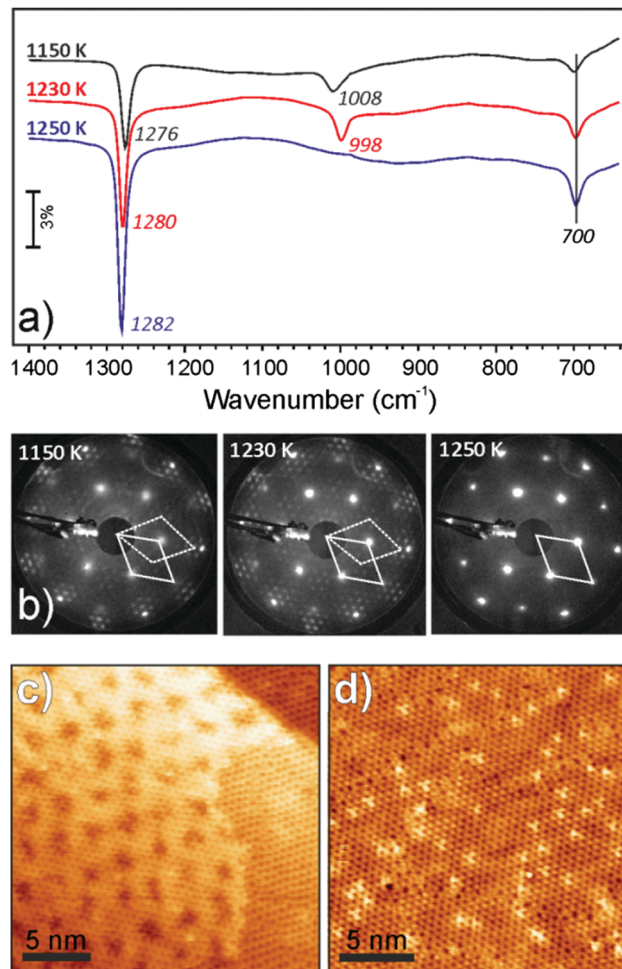 1150 K
1230 K
1250 K
3%
1276
1280
1282
1008
998
700
a)
1400 1300 1200 1100 1000 900 800 700
Wavenumber (cm⁻¹)
1150 K 1230 K 1250 K
b)
c) d)
5 nm 5 nm